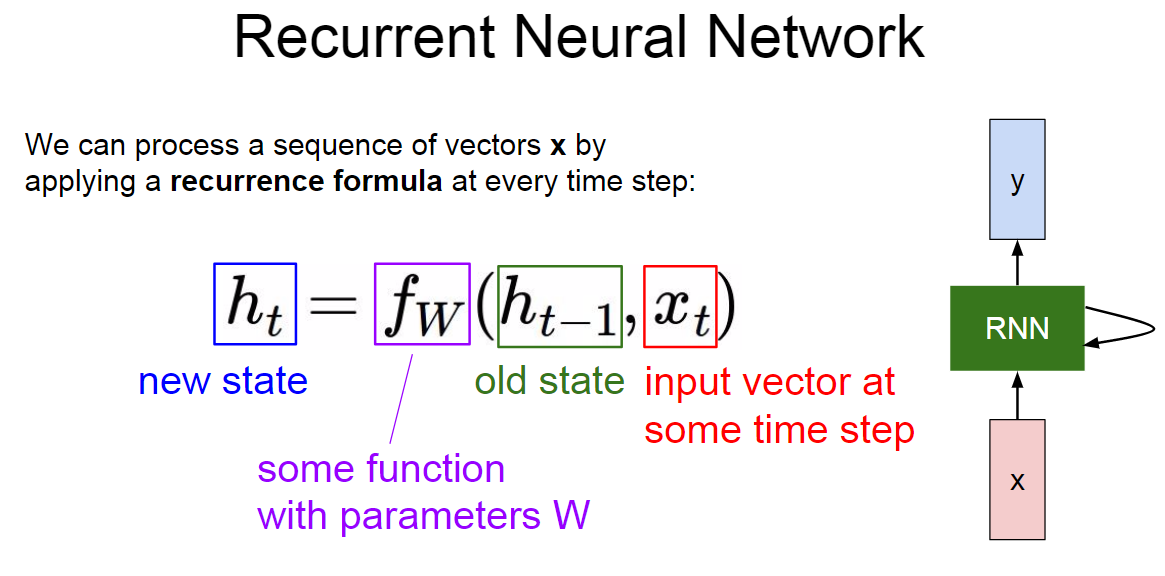 Recurrent Neural Network
We can process a sequence of vectors x by
applying a recurrence formula at every time step:
h_t = f_W(h_{t-1}, x_t)
new state
old state
input vector at
some time step
some function
with parameters W
y
RNN
x